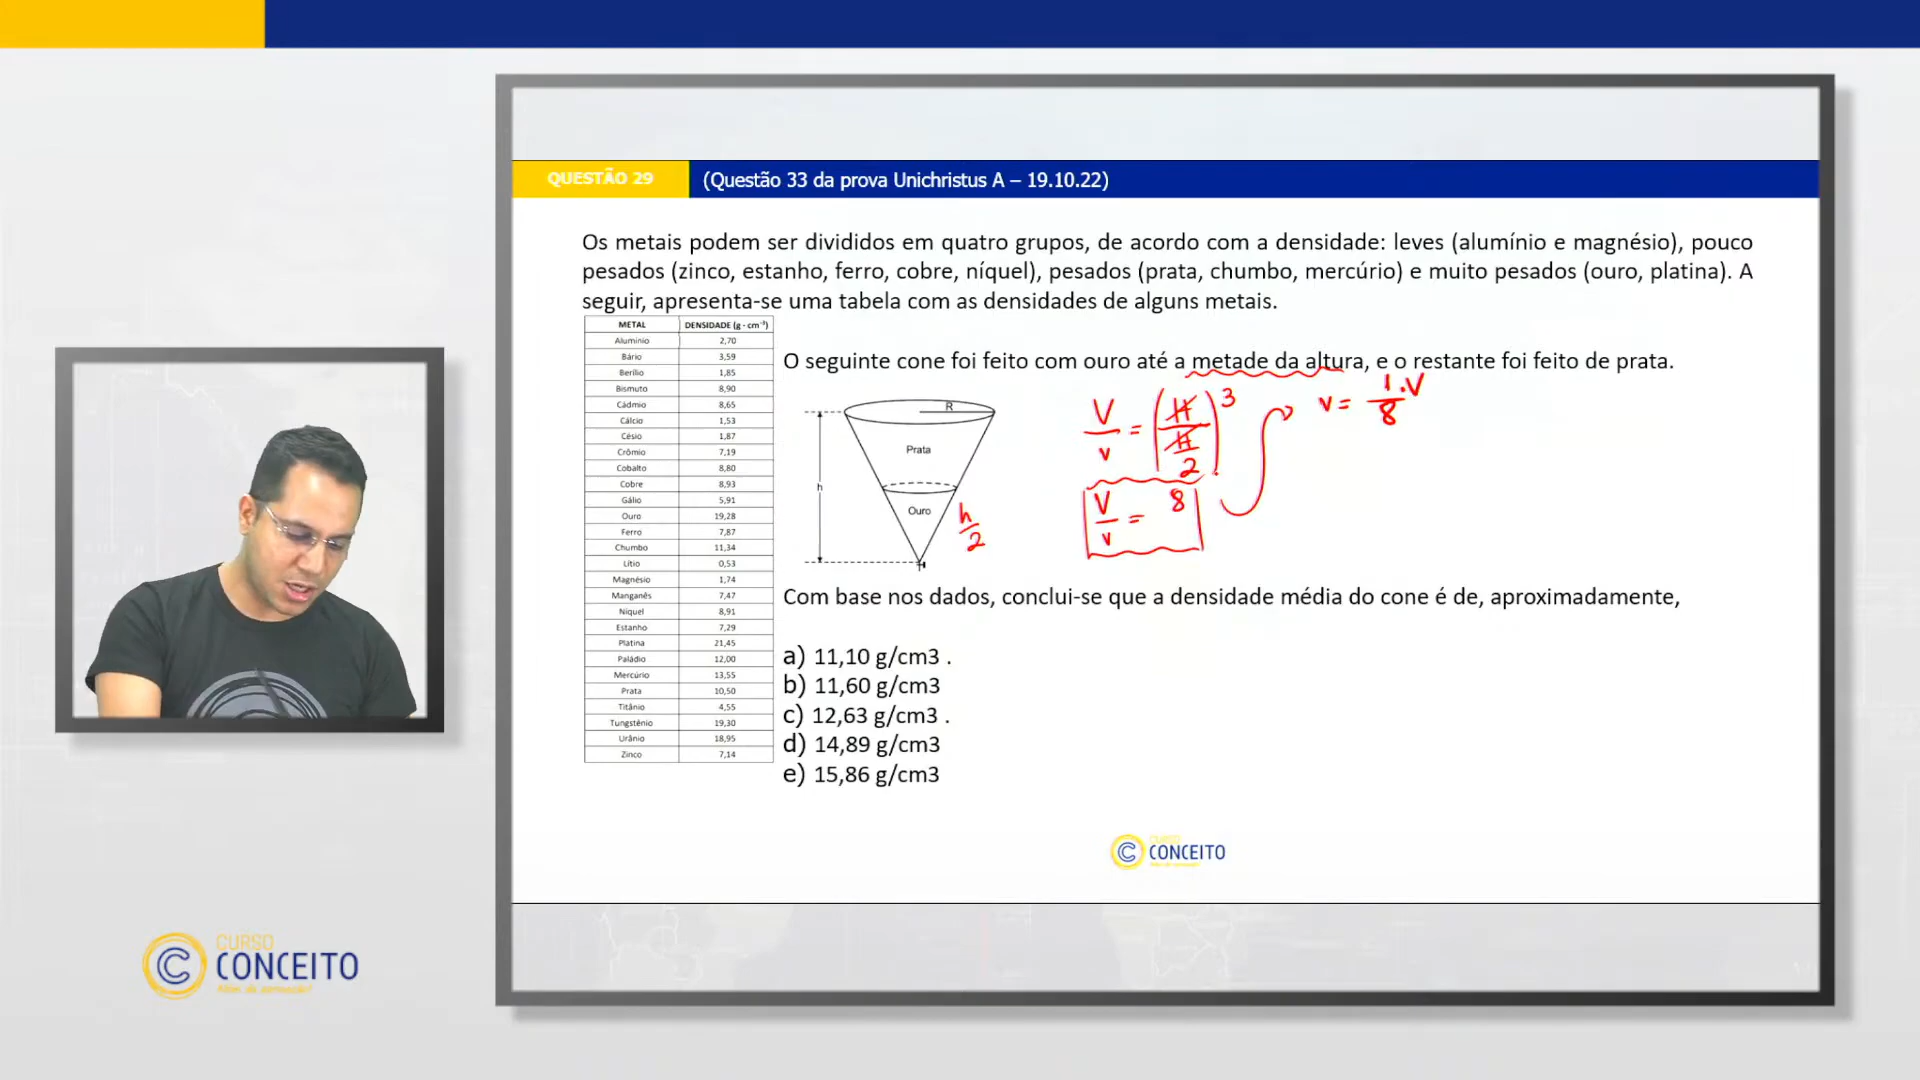 QUESTÃO 29
(Questão 33 da prova Unichristus A – 19.10.22)
Os metais podem ser divididos em quatro grupos, de acordo com a densidade: leves (alumínio e magnésio), pouco
pesados (zinco, estanho, ferro, cobre, níquel), pesados (prata, chumbo, mercúrio) e muito pesados (ouro, platina). A
seguir, apresenta-se uma tabela com as densidades de alguns metais.
METAL DENSIDADE (g · cm⁻³)
Alumínio 2,70
Bário 3,59
Berílio 1,85
Bismuto 8,90
Cádmio 8,65
Cálcio 1,53
Césio 1,87
Crômio 7,19
Cobalto 8,80
Cobre 8,93
Gálio 5,91
Ouro 19,28
Ferro 7,87
Chumbo 11,34
Lítio 0,53
Magnésio 1,74
Manganês 7,47
Níquel 8,91
Estanho 7,29
Platina 21,45
Paládio 12,00
Mercúrio 13,55
Prata 10,50
Titânio 4,55
Tungstênio 19,30
Urânio 18,95
Zinco 7,14
O seguinte cone foi feito com ouro até a metade da altura, e o restante foi feito de prata.
R
Prata
h
Ouro
h/2
V/v = (H/(H/2))³
V/v = 8
v = 1/8 · V
Com base nos dados, conclui-se que a densidade média do cone é de, aproximadamente,
a) 11,10 g/cm3 .
b) 11,60 g/cm3
c) 12,63 g/cm3 .
d) 14,89 g/cm3
e) 15,86 g/cm3
CONCEITO
CURSO
CONCEITO